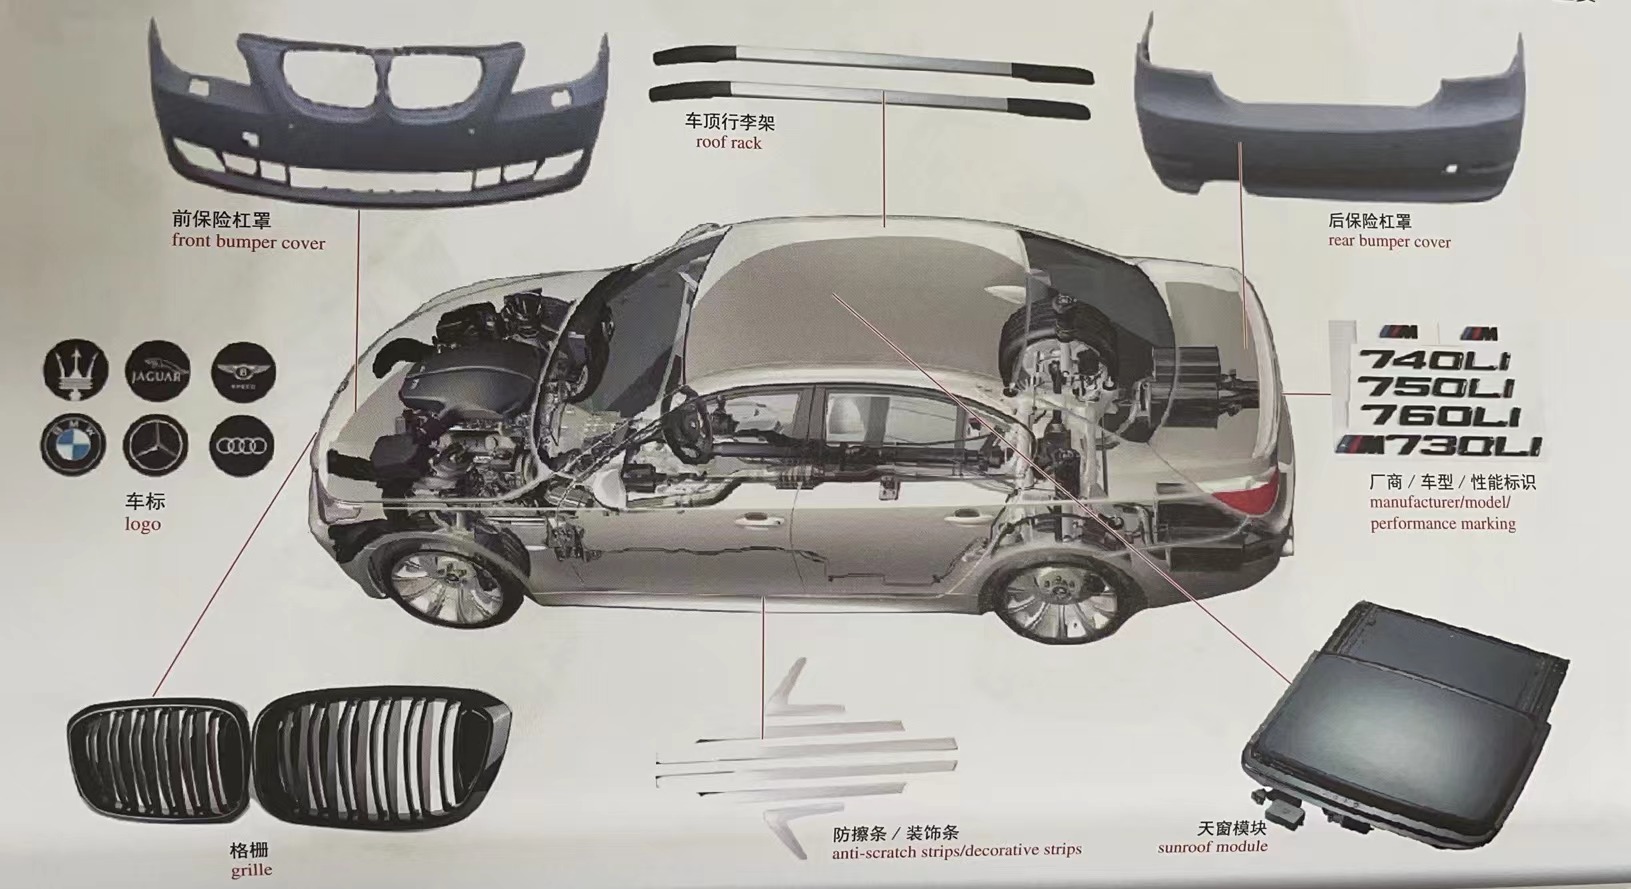 车顶行李架
roof rack
前保险杠罩
front bumper cover
后保险杠罩
rear bumper cover
JAGUAR
B
BMW
车标
logo
M M
740Li
750Li
760Li
M730Li
厂商 / 车型 / 性能标识
manufacturer/model/
performance marking
格栅
grille
防擦条 / 装饰条
anti-scratch strips/decorative strips
天窗模块
sunroof module